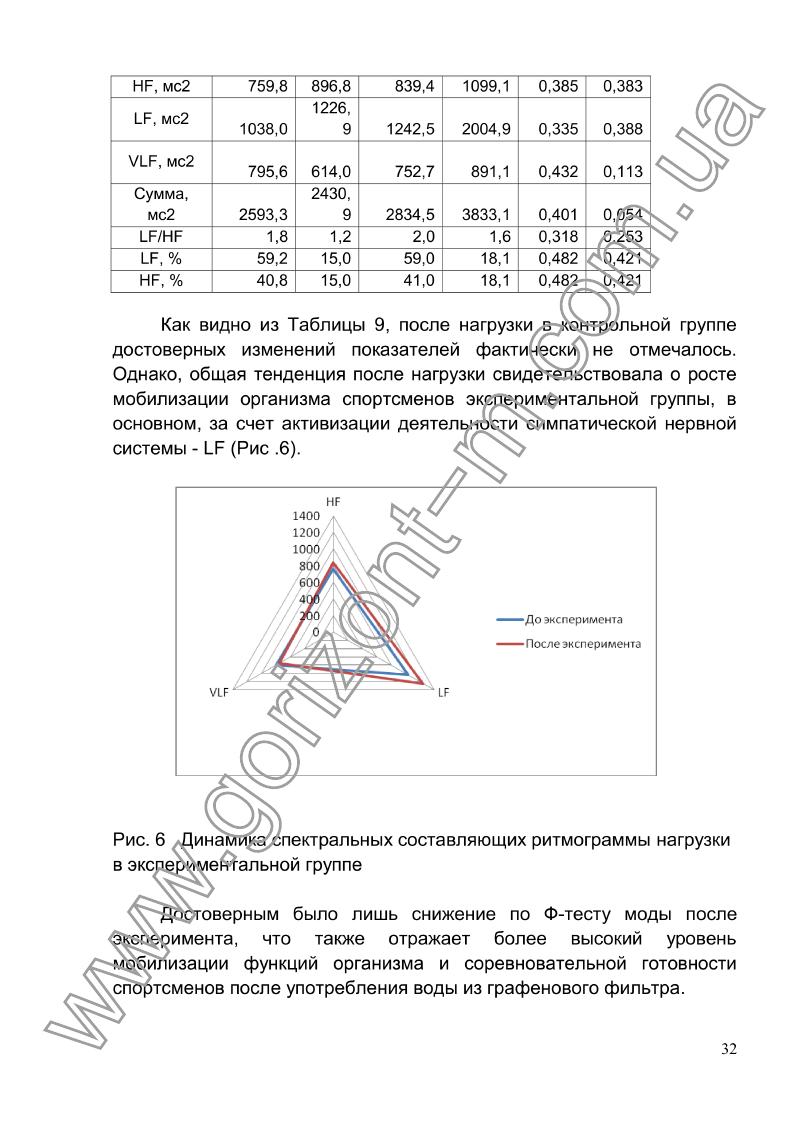 HF, мс2 759,8 896,8 839,4 1099,1 0,385 0,383
LF, мс2 1038,0 1226,9 1242,5 2004,9 0,335 0,388
VLF, мс2 795,6 614,0 752,7 891,1 0,432 0,113
Сумма, мс2 2593,3 2430,9 2834,5 3833,1 0,401 0,054
LF/HF 1,8 1,2 2,0 1,6 0,318 0,253
LF, % 59,2 15,0 59,0 18,1 0,482 0,421
HF, % 40,8 15,0 41,0 18,1 0,482 0,421
Как видно из Таблицы 9, после нагрузки в контрольной группе
достоверных изменений показателей фактически не отмечалось.
Однако, общая тенденция после нагрузки свидетельствовала о росте
мобилизации организма спортсменов экспериментальной группы, в
основном, за счет активизации деятельности симпатической нервной
системы - LF (Рис .6).
HF
1400
1200
1000
800
600
400
200
0
VLF
LF
До эксперимента
После эксперимента
Рис. 6 Динамика спектральных составляющих ритмограммы нагрузки
в экспериментальной группе
Достоверным было лишь снижение по Ф-тесту моды после
эксперимента, что также отражает более высокий уровень
мобилизации функций организма и соревновательной готовности
спортсменов после употребления воды из графенового фильтра.
32
www.gorizont-m.com.ua